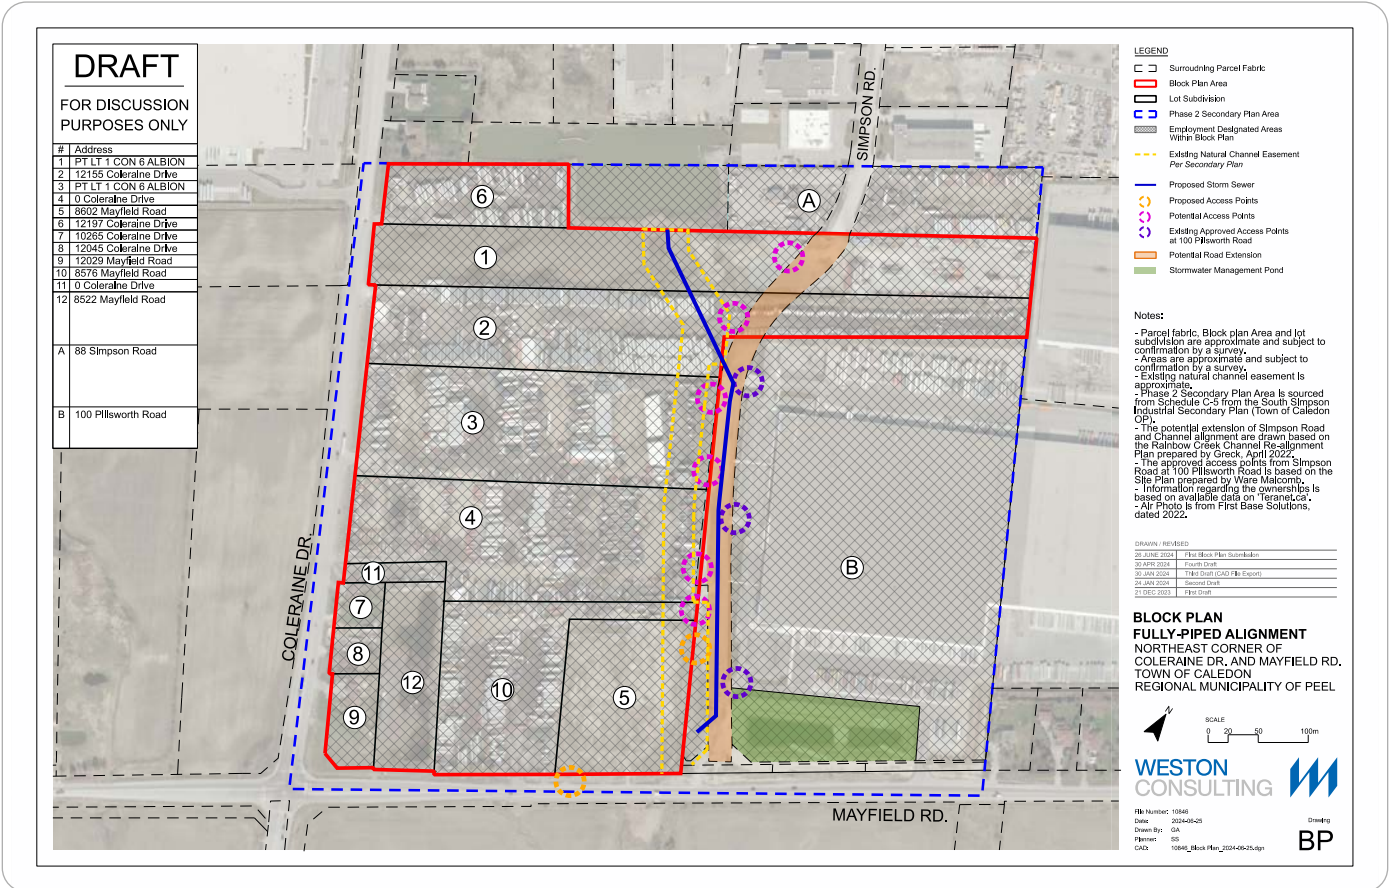 DRAFT
FOR DISCUSSION
PURPOSES ONLY
# Address
1 PT LT 1 CON 6 ALBION
2 12155 Coleraine Drive
3 PT LT 1 CON 6 ALBION
4 0 Coleraine Drive
5 8602 Mayfield Road
6 12197 Coleraine Drive
7 10265 Coleraine Drive
8 12045 Coleraine Drive
9 12029 Mayfield Road
10 8576 Mayfield Road
11 0 Coleraine Drive
12 8522 Mayfield Road
A 88 Simpson Road
B 100 Pillsworth Road
SIMPSON RD.
COLERAINE DR.
MAYFIELD RD.
6
A
1
2
3
4
11
7
8
12
9
10
5
B
LEGEND
Surroudning Parcel Fabric
Block Plan Area
Lot Subdivision
Phase 2 Secondary Plan Area
Employment Designated Areas
Within Block Plan
Existing Natural Channel Easement
Per Secondary Plan
Proposed Storm Sewer
Proposed Access Points
Potential Access Points
Existing Approved Access Points
at 100 Pillsworth Road
Potential Road Extension
Stormwater Management Pond
Notes:
- Parcel fabric, Block plan Area and lot
subdivision are approximate and subject to
confirmation by a survey.
- Areas are approximate and subject to
confirmation by a survey.
- Existing natural channel easement is
approximate.
- Phase 2 Secondary Plan Area is sourced
from Schedule C-5 from the South Simpson
Industrial Secondary Plan (Town of Caledon
OP).
- The potential extension of Simpson Road
and Channel alignment are drawn based on
the Rainbow Creek Channel Re-alignment
Plan prepared by Greck, April 2022.
- The approved access points from Simpson
Road at 100 Pillsworth Road is based on the
Site Plan prepared by Ware Malcomb.
- Information regarding the ownerships is
based on available data on 'Teranet.ca'.
- Air Photo is from First Base Solutions,
dated 2022.
DRAWN / REVISED
26 JUNE 2024 First Block Plan Submission
30 APR 2024 Fourth Draft
30 JAN 2024 Third Draft (CAD File Export)
24 JAN 2024 Second Draft
21 DEC 2023 First Draft
BLOCK PLAN
FULLY-PIPED ALIGNMENT
NORTHEAST CORNER OF
COLERAINE DR. AND MAYFIELD RD.
TOWN OF CALEDON
REGIONAL MUNICIPALITY OF PEEL
N
SCALE
0 20 50 100m
WESTON
CONSULTING
File Number: 10846
Date: 2024-06-25
Drawn By: GA
Planner: SS
CAD: 10846_Block Plan_2024-06-25.dgn
Drawing
BP